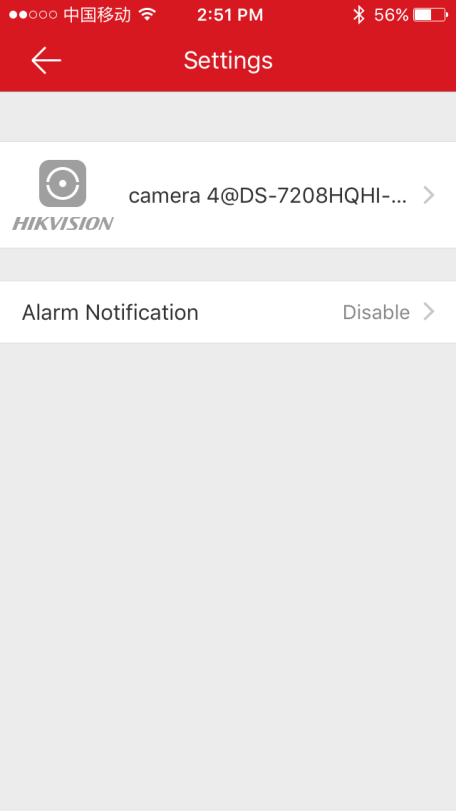 中国移动 2:51 PM 56%
Settings
camera 4@DS-7208HQHI-...
HIKVISION
Alarm Notification Disable